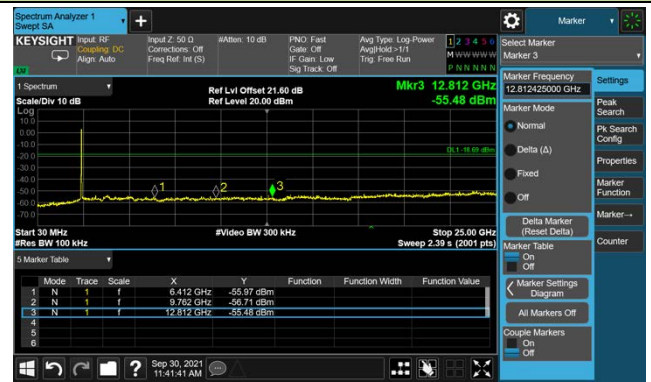 Spectrum Analyzer 1
Swept SA
Marker
KEYSIGHT
Input: RF
Coupling: DC
Align: Auto
Input Z: 50 Ω
Corrections: Off
Freq Ref: Int (S)
#Atten: 10 dB
PNO: Fast
Gate: Off
IF Gain: Low
Sig Track: Off
Avg Type: Log-Power
Avg|Hold:>1/1
Trig: Free Run
1 2 3 4 5 6
M W W W W W
P N N N N N
LM
Select Marker
Marker 3
1 Spectrum
Scale/Div 10 dB
Ref Lvl Offset 21.60 dB
Ref Level 20.00 dBm
Mkr3 12.812 GHz
-55.48 dBm
Log
10.0
0.00
-10.0
-20.0
-30.0
-40.0
-50.0
-60.0
-70.0
DL1 -18.69 dBm
1
2
3
Start 30 MHz
#Res BW 100 kHz
#Video BW 300 kHz
Stop 25.00 GHz
Sweep 2.39 s (2001 pts)
5 Marker Table
Mode Trace Scale X Y Function Function Width Function Value
1 N 1 f 6.412 GHz -55.97 dBm
2 N 1 f 9.762 GHz -56.71 dBm
3 N 1 f 12.812 GHz -55.48 dBm
4
5
6
Marker Frequency
12.812425000 GHz
Marker Mode
Normal
Delta (Δ)
Fixed
Off
Delta Marker
(Reset Delta)
Marker Table
On
Off
Marker Settings
Diagram
All Markers Off
Couple Markers
On
Off
Settings
Peak
Search
Pk Search
Config
Properties
Marker
Function
Marker→
Counter
?
Sep 30, 2021
11:41:41 AM